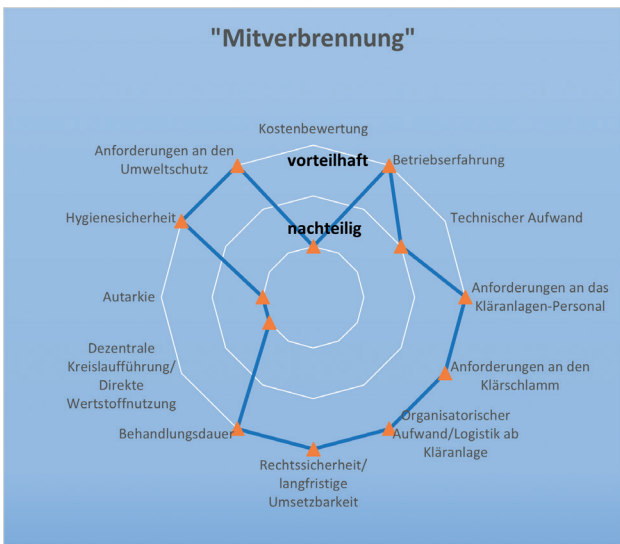 "Mitverbrennung"
Kostenbewertung
vorteilhaft
Betriebserfahrung
Technischer Aufwand
Anforderungen an das
Kläranlagen-Personal
Anforderungen an den
Klärschlamm
Organisatorischer
Aufwand/Logistik ab
Kläranlage
Rechtssicherheit/
langfristige
Umsetzbarkeit
Behandlungsdauer
Dezentrale
Kreislaufführung/
Direkte
Wertstoffnutzung
Autarkie
Hygienesicherheit
Anforderungen an den
Umweltschutz
nachteilig